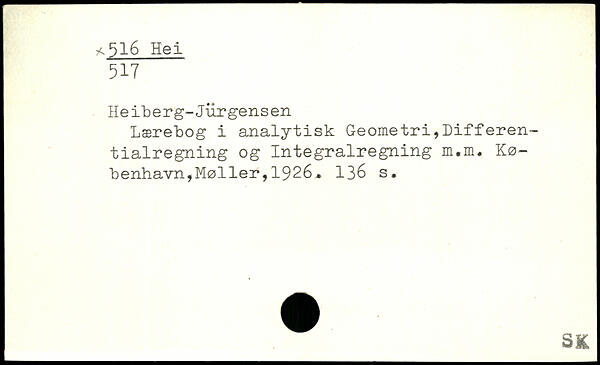 ×516 Hei
517
Heiberg-Jürgensen
Lærebog i analytisk Geometri,Differen-
tialregning og Integralregning m.m. Kø-
benhavn,Møller,1926. 136 s.
SK